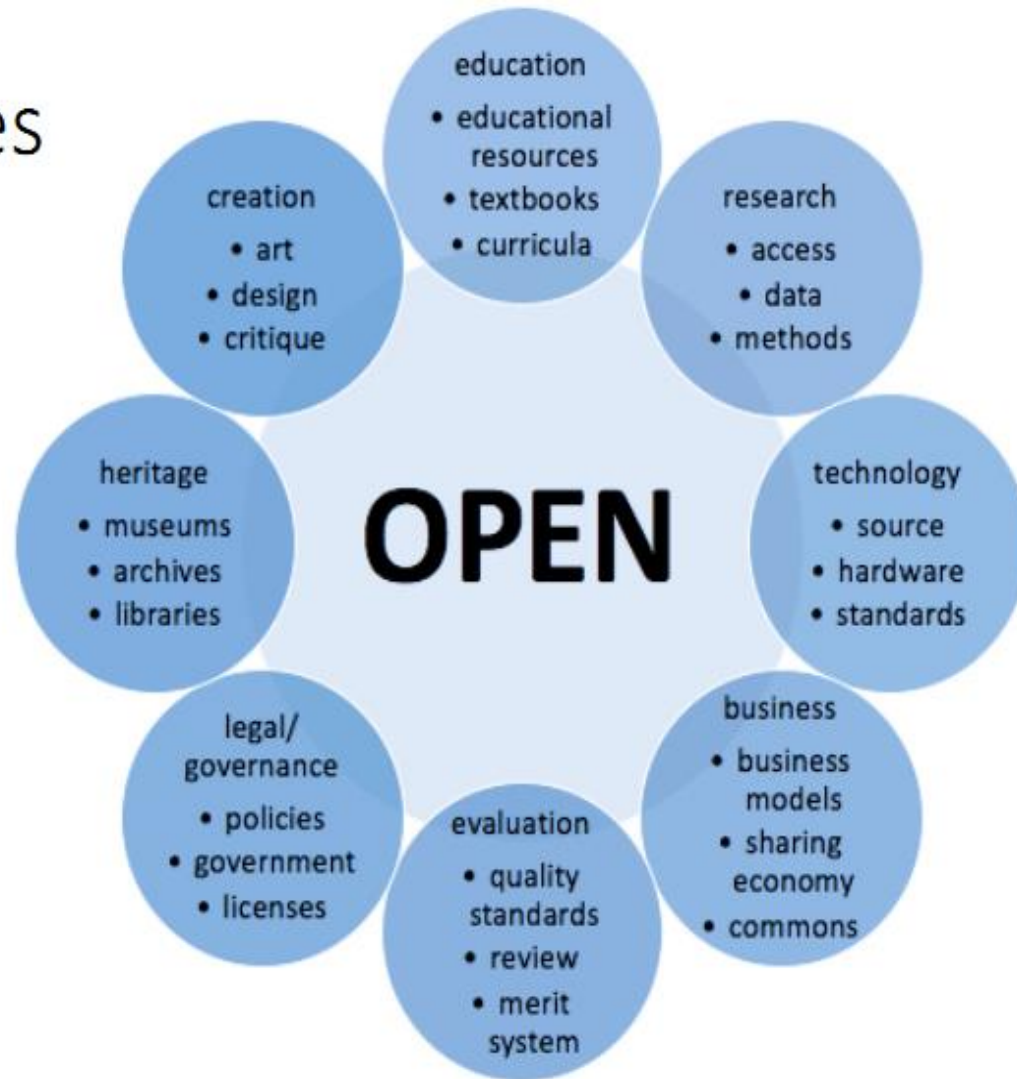 es
education
• educational
resources
• textbooks
• curricula
research
• access
• data
• methods
technology
• source
• hardware
• standards
business
• business
models
• sharing
economy
• commons
evaluation
• quality
standards
• review
• merit
system
legal/
governance
• policies
• government
• licenses
heritage
• museums
• archives
• libraries
creation
• art
• design
• critique
OPEN